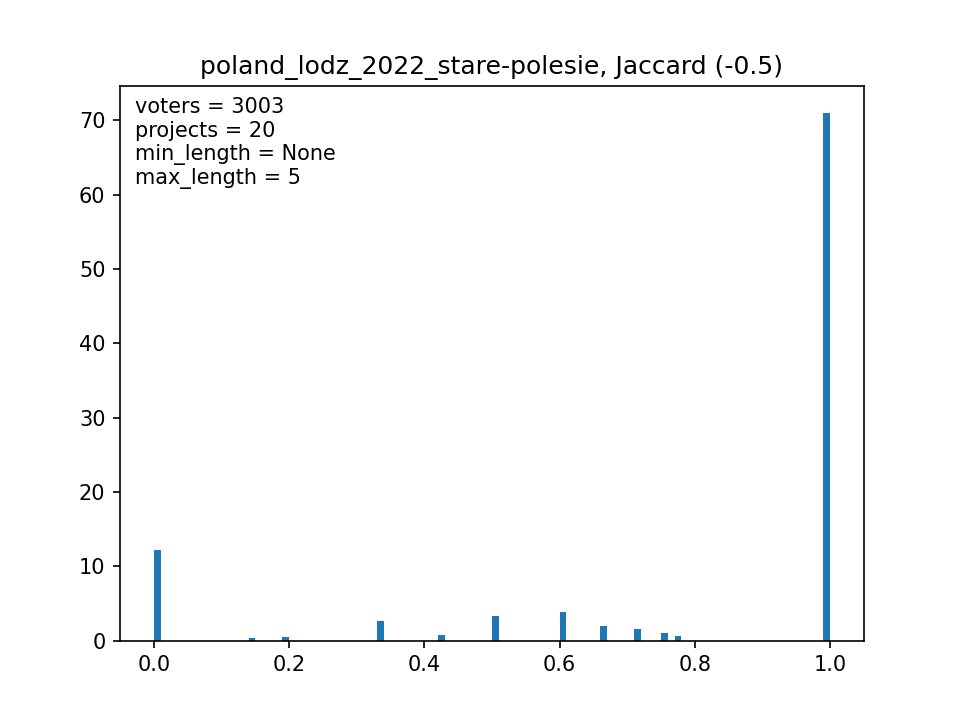 poland_lodz_2022_stare-polesie, Jaccard (-0.5)
voters = 3003
projects = 20
min_length = None
max_length = 5
70
60
50
40
30
20
10
0
0.0 0.2 0.4 0.6 0.8 1.0